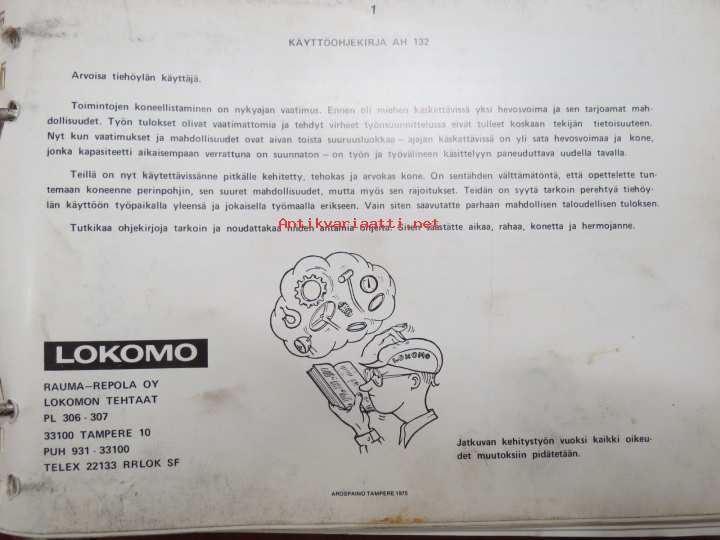 1
KÄYTTÖOHJEKIRJA AH 132
Arvoisa tiehöylän käyttäjä.
Toimintojen koneellistaminen on nykyajan vaatimus. Ennen oli miehen käskettävissä yksi hevosvoima ja sen tarjoamat mah-
dollisuudet. Työn tulokset olivat vaatimattomia ja tehdyt virheet työnsuunnittelussa eivät tulleet koskaan tekijän tietoisuuteen.
Nyt kun vaatimukset ja mahdollisuudet ovat aivan toista suuruusluokkaa – ajajan käskettävissä on yli sata hevosvoimaa ja kone,
jonka kapasiteetti aikaisempaan verrattuna on suunnaton – on työn ja työvälineen käsittelyyn paneuduttava uudella tavalla.
Teillä on nyt käytettävissänne pitkälle kehitetty, tehokas ja arvokas kone. On sentähden välttämätöntä, että opettelette tun-
temaan koneenne perinpohjin, sen suuret mahdollisuudet, mutta myös sen rajoitukset. Teidän on syytä tarkoin perehtyä tiehöy-
län käyttöön työpaikalla yleensä ja jokaisella työmaalla erikseen. Vain siten saavutatte parhaan mahdollisen taloudellisen tuloksen.
Antikvariaatti.net
Tutkikaa ohjekirjoja tarkoin ja noudattakaa niiden antamia ohjeita. Siten säästätte aikaa, rahaa, konetta ja hermojanne.
LOKOMO
LOKOMO
RAUMA–REPOLA OY
LOKOMON TEHTAAT
PL 306 - 307
33100 TAMPERE 10
PUH 931 - 33100
TELEX 22133 RRLOK SF
Jatkuvan kehitystyön vuoksi kaikki oikeu-
det muutoksiin pidätetään.
AROSPAINO TAMPERE 1975